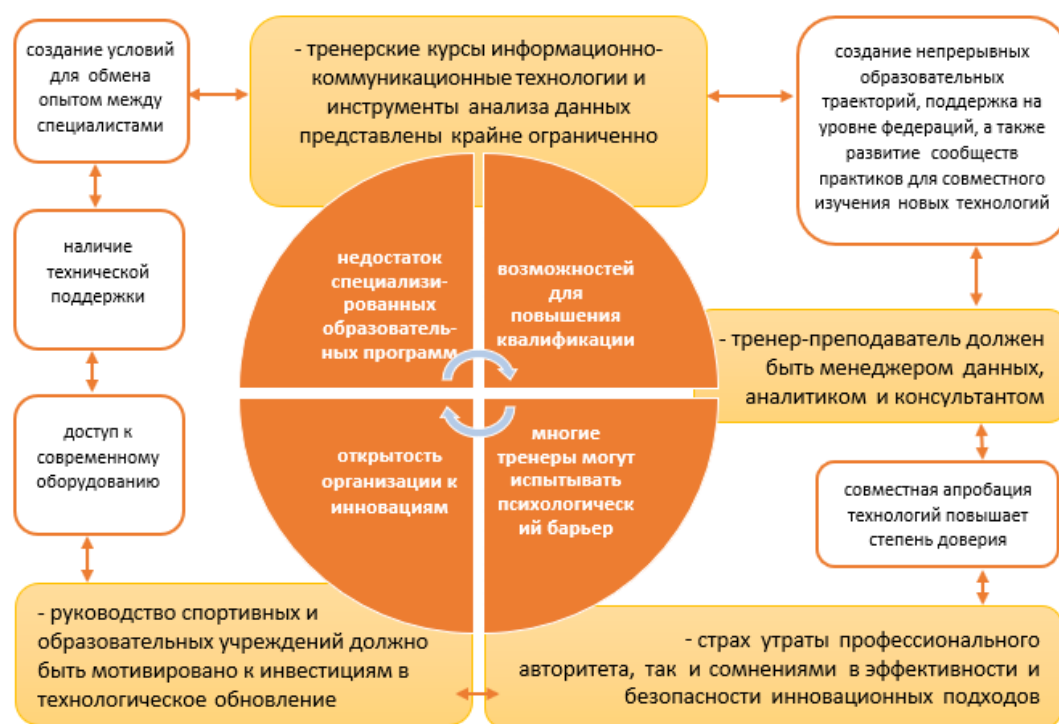 создание условий
для обмена
опытом между
специалистами
- тренерские курсы информационно-
коммуникационные технологии и
инструменты анализа данных
представлены крайне ограниченно
создание непрерывных
образовательных
траекторий, поддержка на
уровне федераций, а также
развитие сообществ
практиков для совместного
изучения новых технологий
наличие
технической
поддержки
недостаток
специализи-
рованных
образователь-
ных программ
возможностей
для
повышения
квалификации
- тренер-преподаватель должен
быть менеджером данных,
аналитиком и консультантом
доступ к
современному
оборудованию
открытость
организации к
инновациям
многие
тренеры могут
испытывать
психологическ
ий барьер
совместная апробация
технологий повышает
степень доверия
- руководство спортивных и
образовательных учреждений должно
быть мотивировано к инвестициям в
технологическое обновление
- страх утраты профессионального
авторитета, так и сомнениями в эффективности и
безопасности инновационных подходов